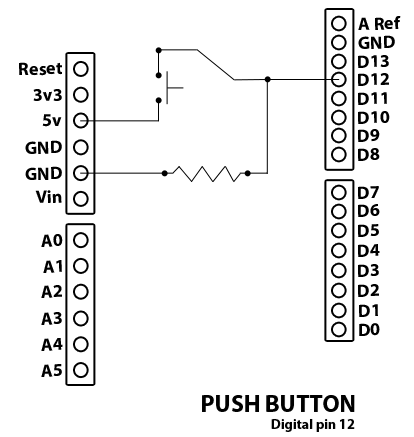 Reset
3v3
5v
GND
GND
Vin
A0
A1
A2
A3
A4
A5
A Ref
GND
D13
D12
D11
D10
D9
D8
D7
D6
D5
D4
D3
D2
D1
D0
PUSH BUTTON
Digital pin 12